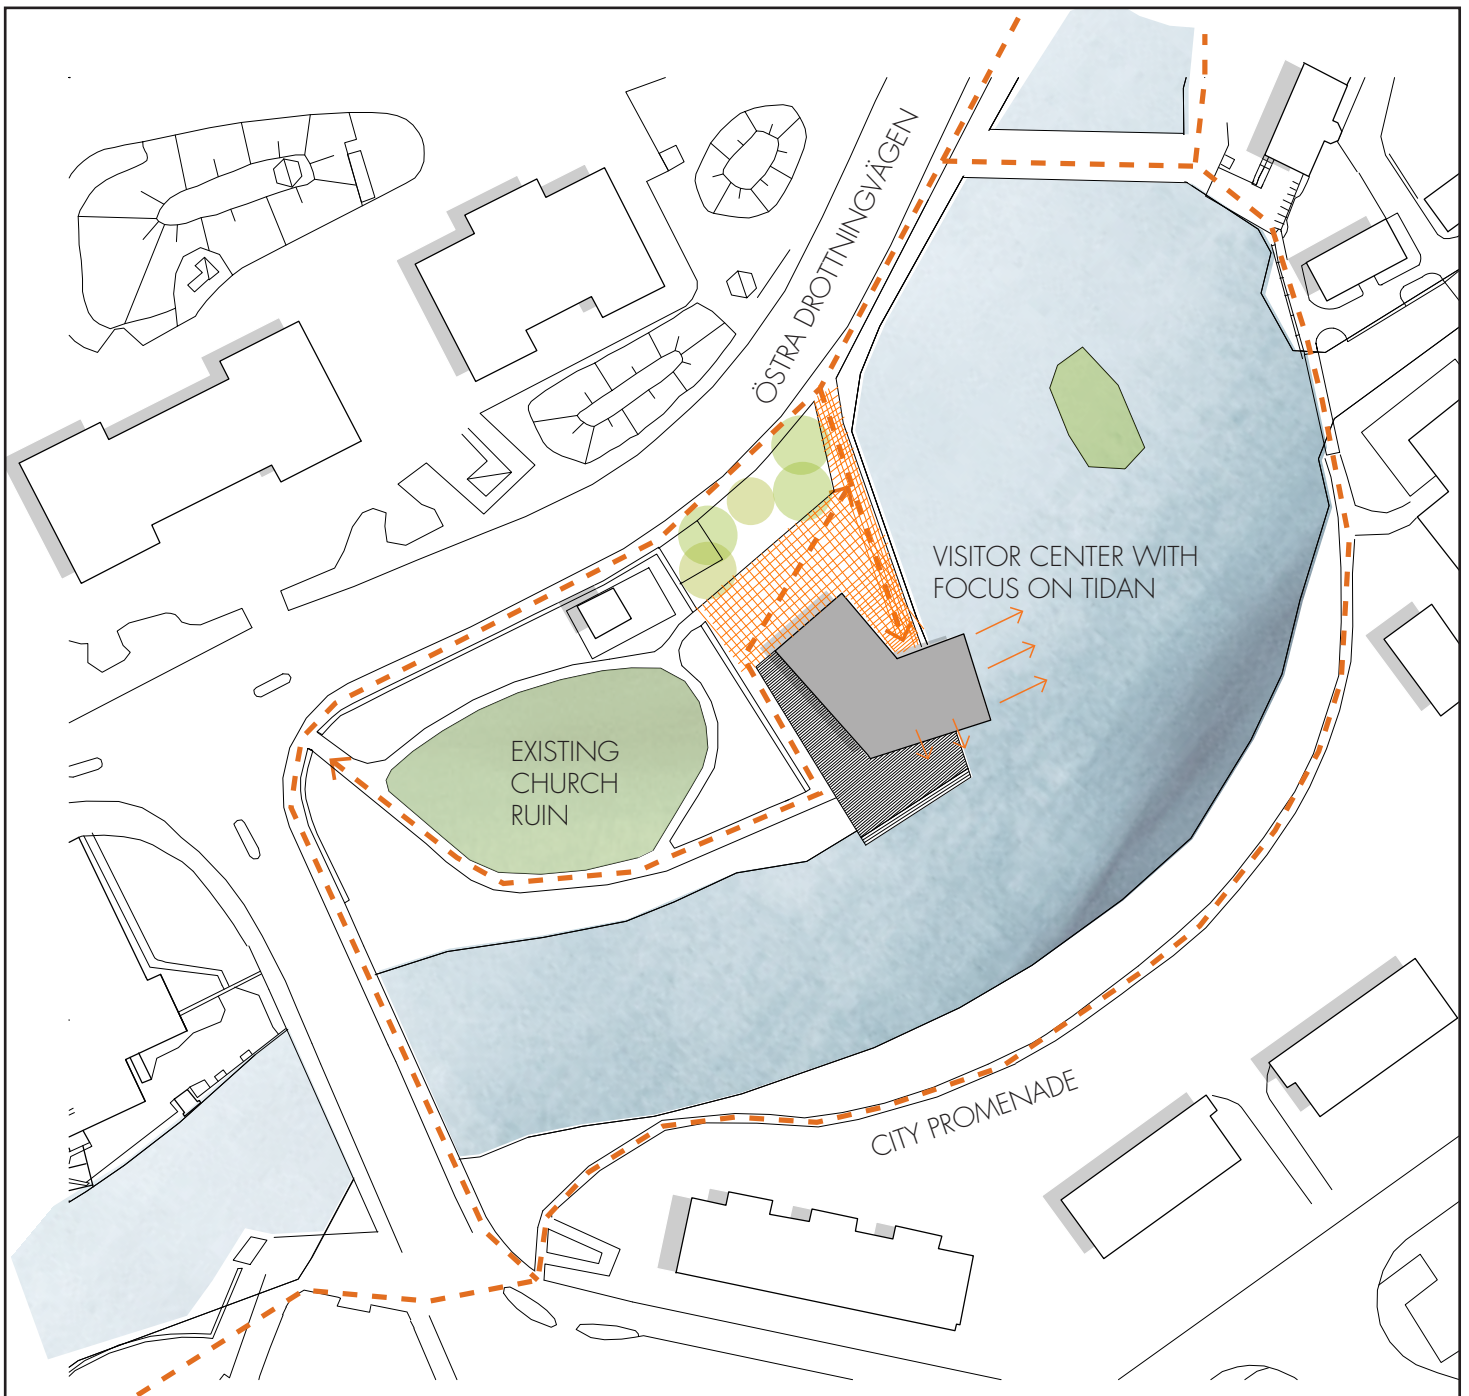 ÖSTRA DROTTNINGVÄGEN
VISITOR CENTER WITH
FOCUS ON TIDAN
EXISTING
CHURCH
RUIN
CITY PROMENADE